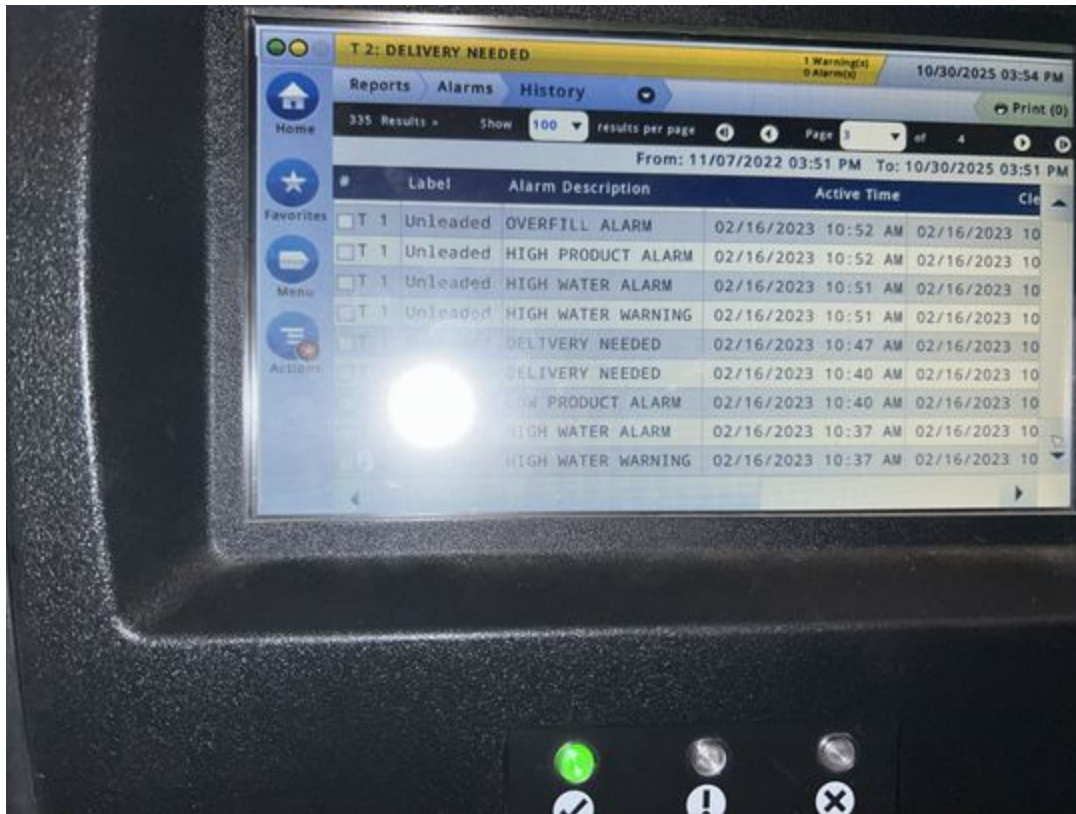 T 2: DELIVERY NEEDED
1 Warning(s)
0 Alarm(s)
10/30/2025 03:54 PM
Home
Reports Alarms History
Print (0)
335 Results Show 100 results per page Page 3 of 4
From: 11/07/2022 03:51 PM To: 10/30/2025 03:51 PM
Favorites
# Label Alarm Description Active Time Cle
T 1 Unleaded OVERFILL ALARM 02/16/2023 10:52 AM 02/16/2023 10
T 1 Unleaded HIGH PRODUCT ALARM 02/16/2023 10:52 AM 02/16/2023 10
Menu
T 1 Unleaded HIGH WATER ALARM 02/16/2023 10:51 AM 02/16/2023 10
T 1 Unleaded HIGH WATER WARNING 02/16/2023 10:51 AM 02/16/2023 10
Actions
DELIVERY NEEDED 02/16/2023 10:47 AM 02/16/2023 10
DELIVERY NEEDED 02/16/2023 10:40 AM 02/16/2023 10
LOW PRODUCT ALARM 02/16/2023 10:40 AM 02/16/2023 10
HIGH WATER ALARM 02/16/2023 10:37 AM 02/16/2023 10
HIGH WATER WARNING 02/16/2023 10:37 AM 02/16/2023 10